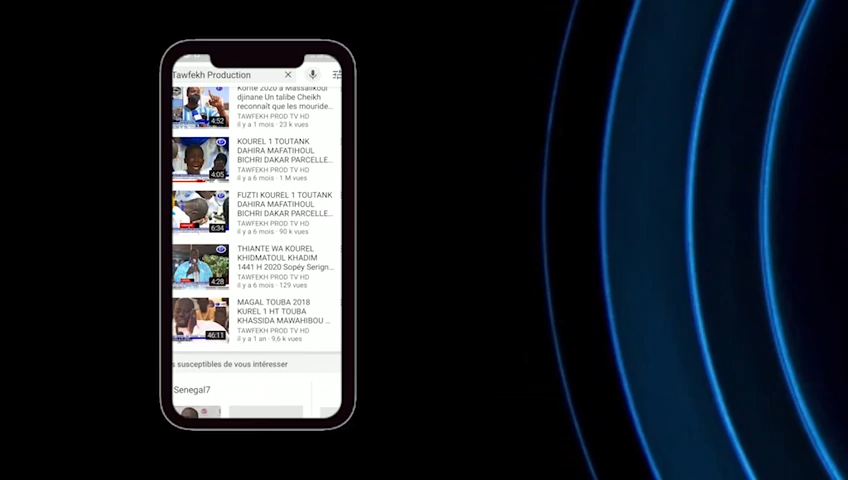 Tawfekh Production
Korité 2020 à Massalikoul
djinane Un talibe Cheikh
reconnaît que les mouride...
TAWFEKH PROD TV HD
il y a 1 mois · 23 k vues
4:52
KOUREL 1 TOUTANK
DAHIRA MAFATIHOUL
BICHRI DAKAR PARCELLE...
TAWFEKH PROD TV HD
il y a 6 mois · 1 M vues
4:05
FUZTI KOUREL 1 TOUTANK
DAHIRA MAFATIHOUL
BICHRI DAKAR PARCELLE...
TAWFEKH PROD TV HD
il y a 6 mois · 90 k vues
6:34
THIANTE WA KOUREL
KHIDMATOUL KHADIM
1441 H 2020 Sopéy Serign...
TAWFEKH PROD TV HD
il y a 6 mois · 129 vues
4:28
MAGAL TOUBA 2018
KUREL 1 HT TOUBA
KHASSIDA MAWAHIBOU ...
TAWFEKH PROD TV HD
il y a 1 an · 9,6 k vues
46:11
s susceptibles de vous intéresser
Senegal7